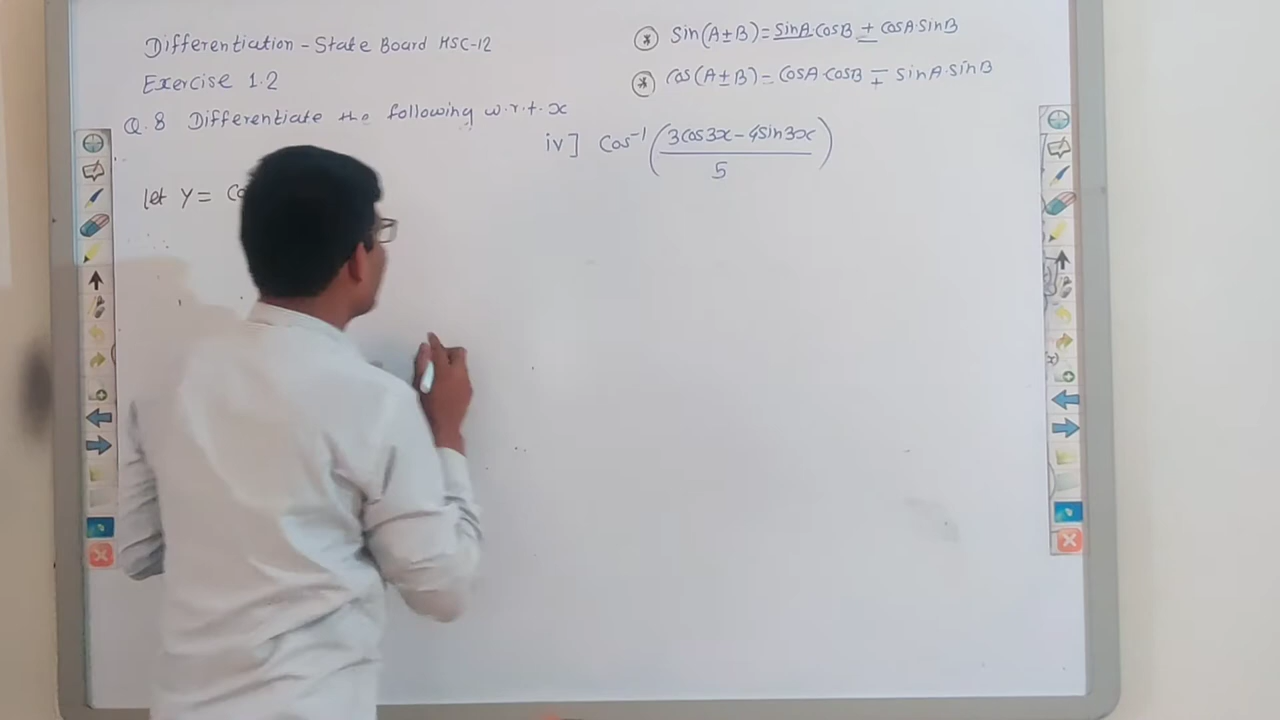 Differentiation - State Board HSC-12
Exercise 1.2
Q.8 Differentiate the following w.r.t. x
* Sin(A±B) = sinA·cosB ± cosA·sinB
* cos(A±B) = cosA·cosB ∓ sinA·sinB
iv] cos⁻¹(3cos3x - 4sin3x / 5)
let y =